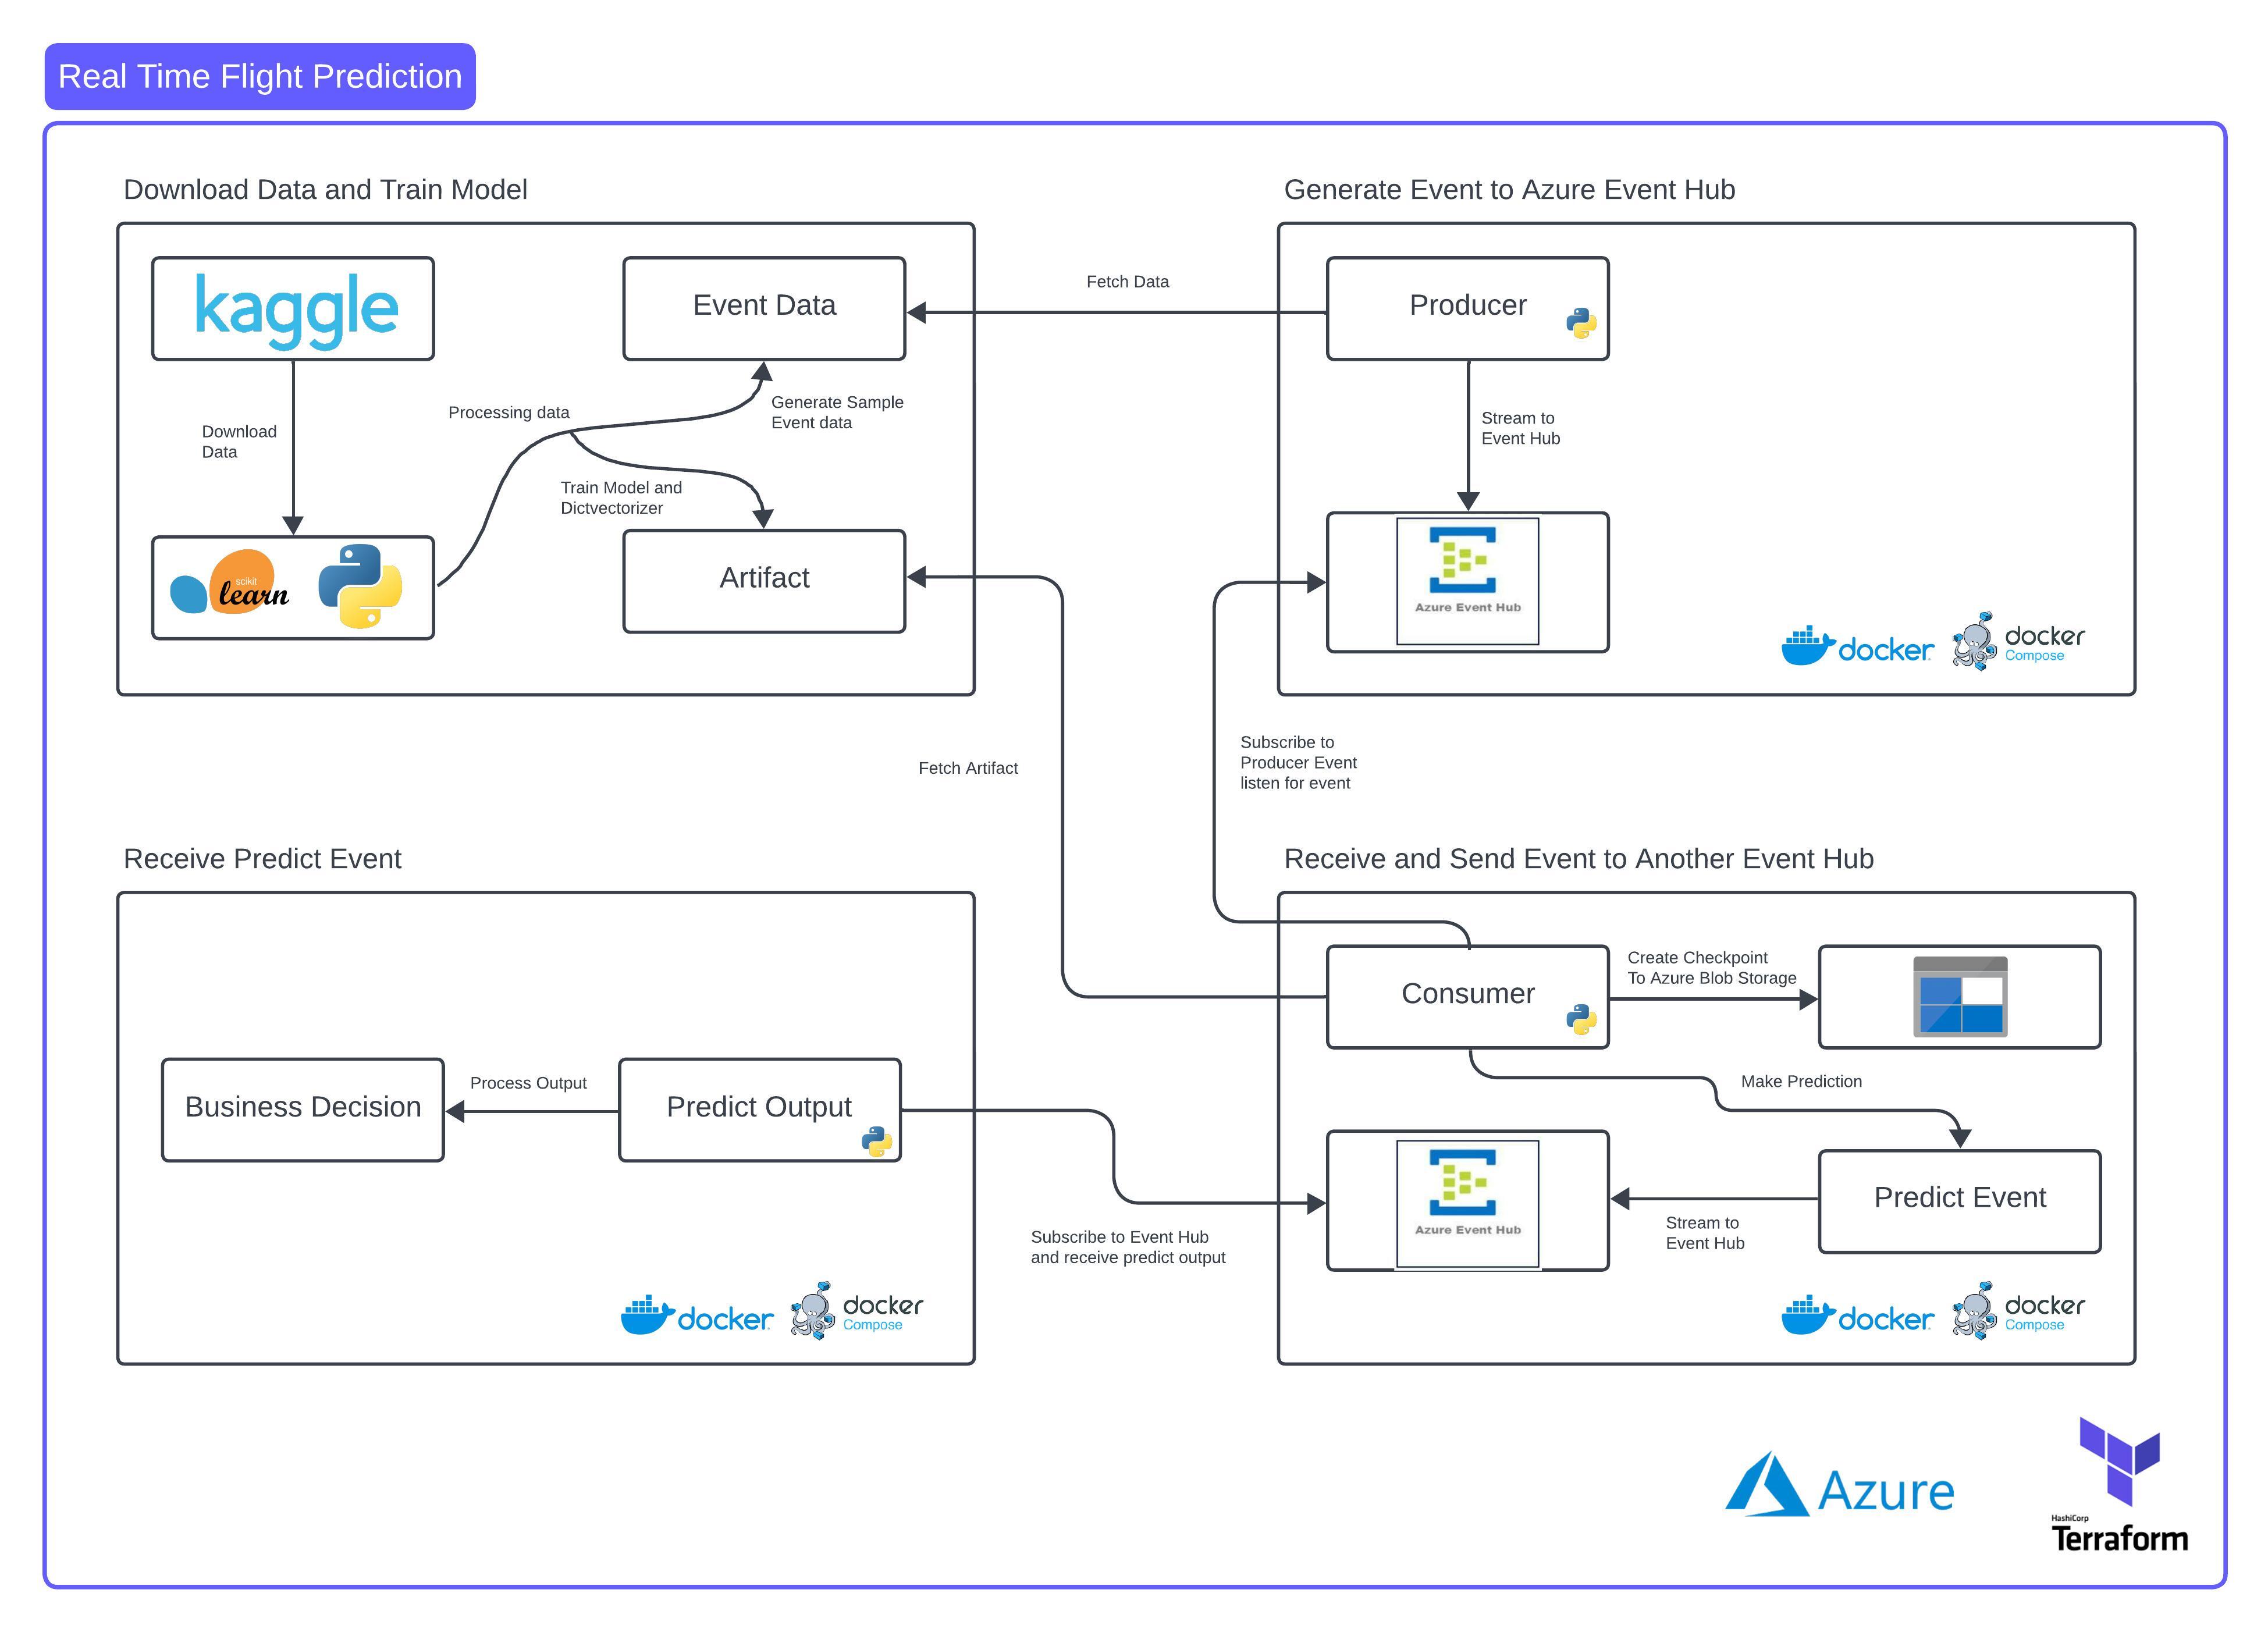 Real Time Flight Prediction
Download Data and Train Model
kaggle
Event Data
Download
Data
Processing data
Generate Sample
Event data
Train Model and
Dictvectorizer
scikit
learn
Artifact
Fetch Data
Generate Event to Azure Event Hub
Producer
Stream to
Event Hub
Azure Event Hub
docker
docker
Compose
Fetch Artifact
Subscribe to
Producer Event
listen for event
Receive Predict Event
Business Decision
Process Output
Predict Output
docker
docker
Compose
Subscribe to Event Hub
and receive predict output
Receive and Send Event to Another Event Hub
Consumer
Create Checkpoint
To Azure Blob Storage
Make Prediction
Azure Event Hub
Stream to
Event Hub
Predict Event
docker
docker
Compose
Azure
HashiCorp
Terraform